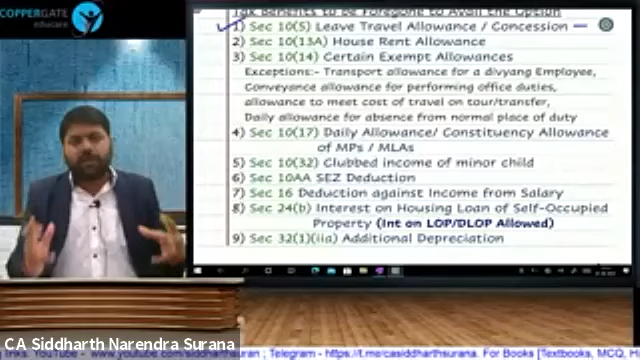 COPPERGATE
educare
Tax Benefits to be Foregone to Avail the Option
1) Sec 10(5) Leave Travel Allowance / Concession
2) Sec 10(13A) House Rent Allowance
3) Sec 10(14) Certain Exempt Allowances
Exceptions:- Transport allowance for a divyang Employee,
Conveyance allowance for performing office duties,
allowance to meet cost of travel on tour/transfer,
Daily allowance for absence from normal place of duty
4) Sec 10(17) Daily Allowance/ Constituency Allowance
of MPs / MLAs
5) Sec 10(32) Clubbed income of minor child
6) Sec 10AA SEZ Deduction
7) Sec 16 Deduction against Income from Salary
8) Sec 24(b) Interest on Housing Loan of Self-Occupied
Property (Int on LOP/DLOP Allowed)
9) Sec 32(1)(iia) Additional Depreciation
CA Siddharth Narendra Surana
links. YouTube - www.youtube.com/siddharthsuran ; Telegram - https://t.me/casiddharthsurana. For Books [Textbooks, MCQ,